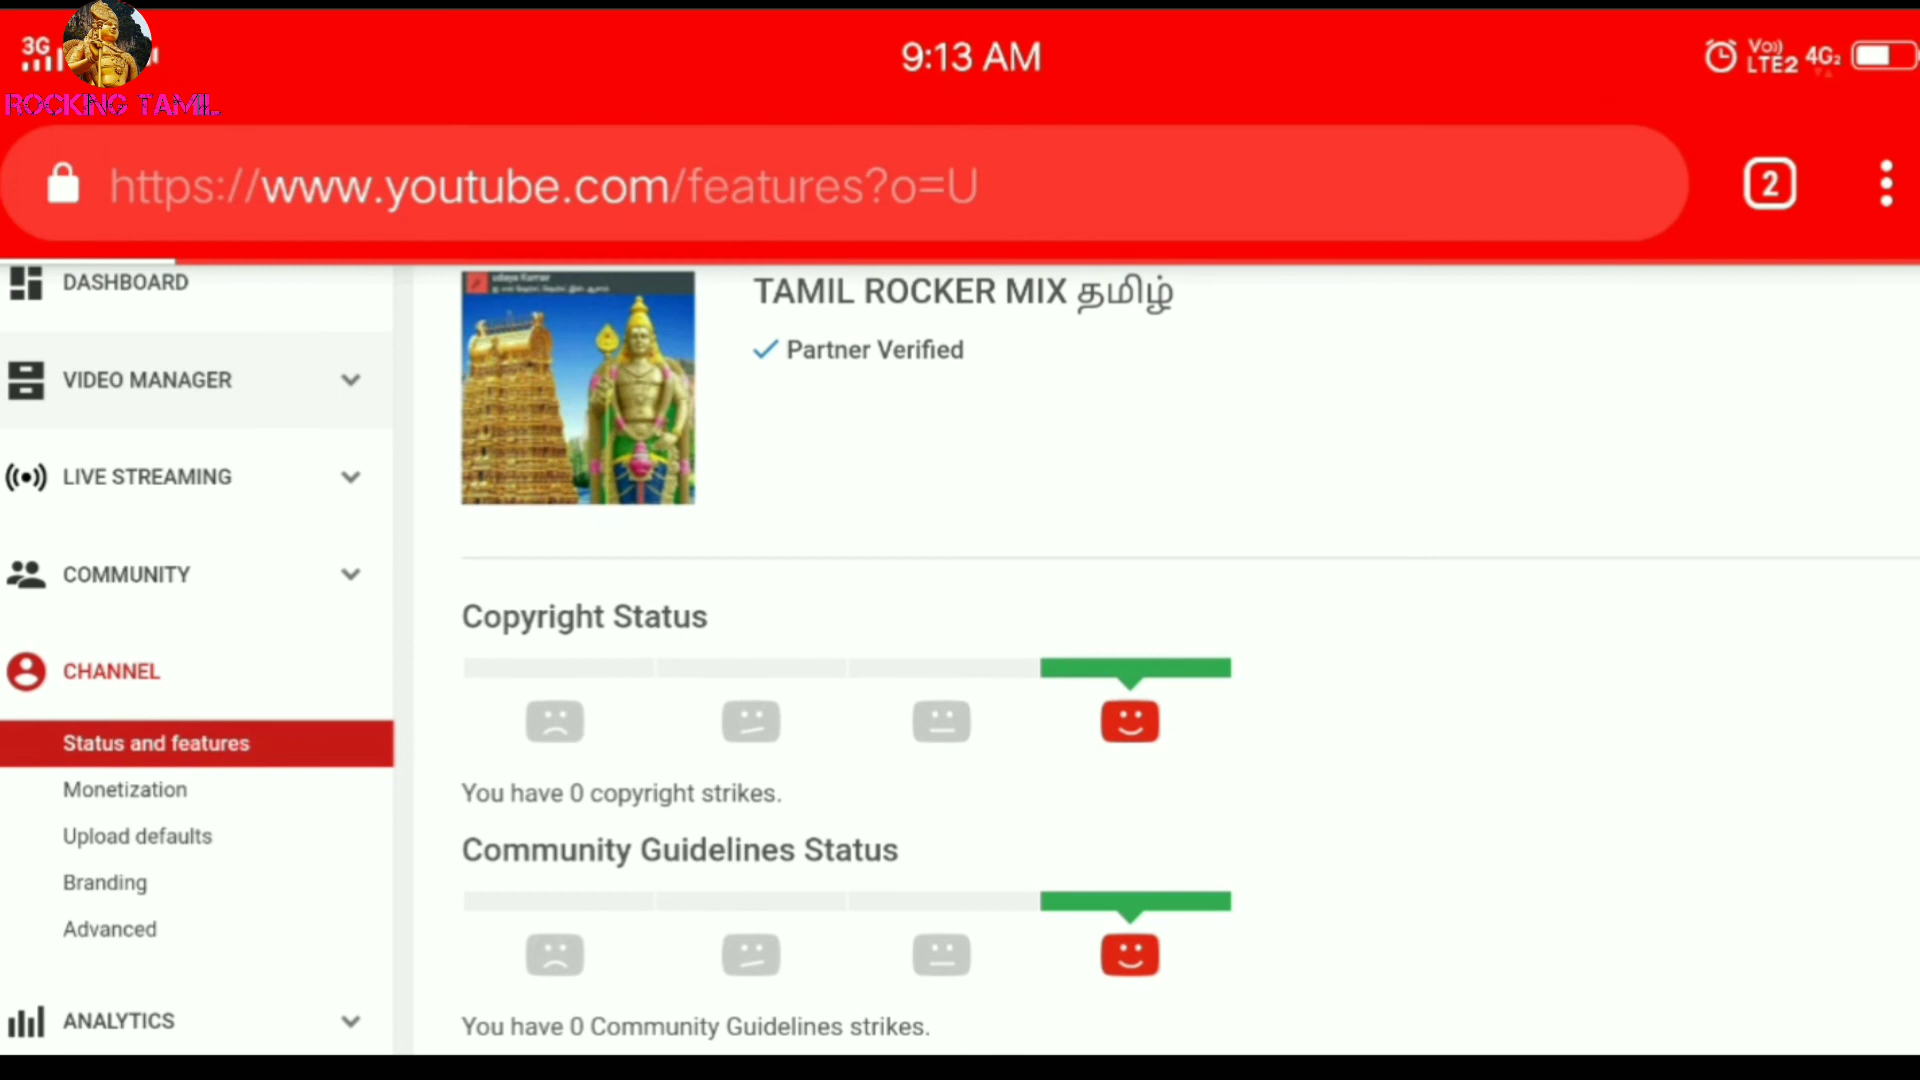 3G
9:13 AM
Vo)) LTE2 4G2
ROCKING TAMIL
https://www.youtube.com/features?o=U
2
DASHBOARD
TAMIL ROCKER MIX தமிழ்
Partner Verified
VIDEO MANAGER
LIVE STREAMING
COMMUNITY
Copyright Status
CHANNEL
Status and features
Monetization
You have 0 copyright strikes.
Upload defaults
Community Guidelines Status
Branding
Advanced
ANALYTICS
You have 0 Community Guidelines strikes.